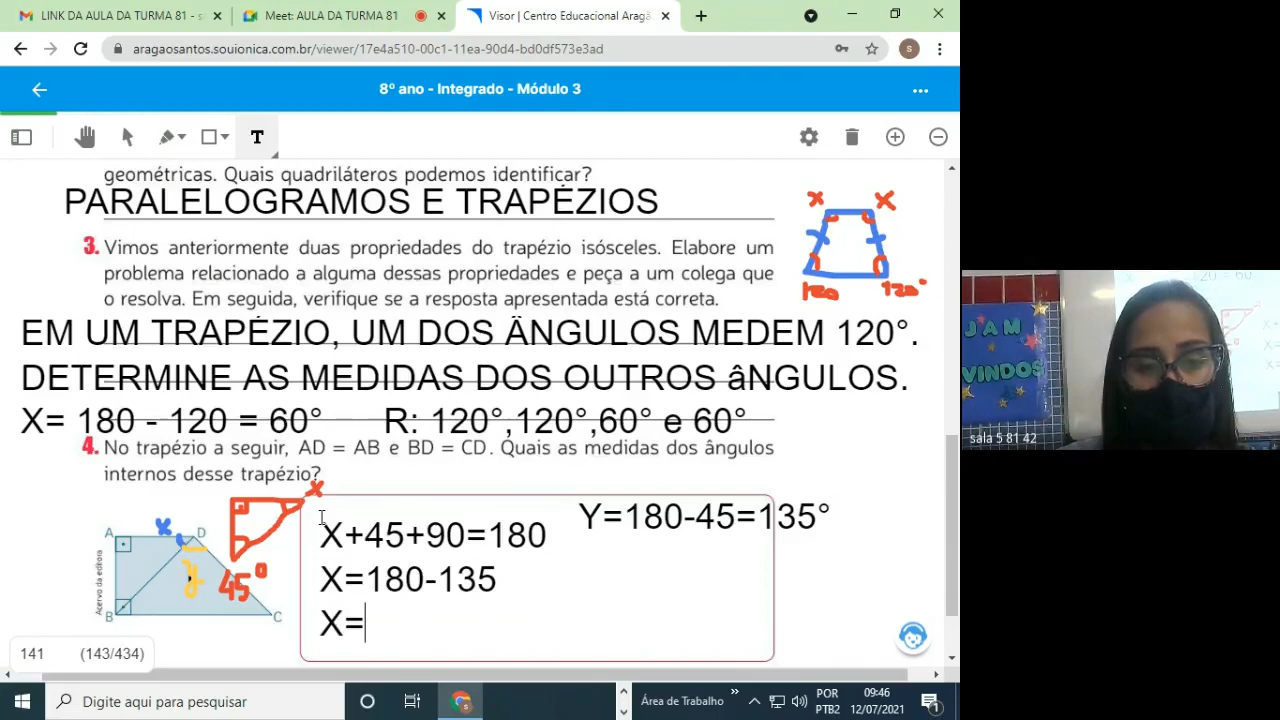 LINK DA AULA DA TURMA 81 - s
Meet: AULA DA TURMA 81
Visor | Centro Educacional Aragã
aragaosantos.souionica.com.br/viewer/17e4a510-00c1-11ea-90d4-bd0df573e3ad
s
8º ano - Integrado - Módulo 3
T
geométricas. Quais quadriláteros podemos identificar?
PARALELOGRAMOS E TRAPÉZIOS
3. Vimos anteriormente duas propriedades do trapézio isósceles. Elabore um
problema relacionado a alguma dessas propriedades e peça a um colega que
o resolva. Em seguida, verifique se a resposta apresentada está correta.
x x
120 120°
EM UM TRAPÉZIO, UM DOS ÂNGULOS MEDEM 120°.
DETERMINE AS MEDIDAS DOS OUTROS âNGULOS.
X= 180 - 120 = 60° R: 120°,120°,60° e 60°
4. No trapézio a seguir, AD = AB e BD = CD. Quais as medidas dos ângulos
internos desse trapézio?
x
A x D
y 45°
B C
Acervo da editora
X+45+90=180
Y=180-45=135°
X=180-135
X=
141 (143/434)
Digite aqui para pesquisar
Área de Trabalho
POR
PTB2
09:46
12/07/2021
1
JAM
VINDOS
sala 5 81 42